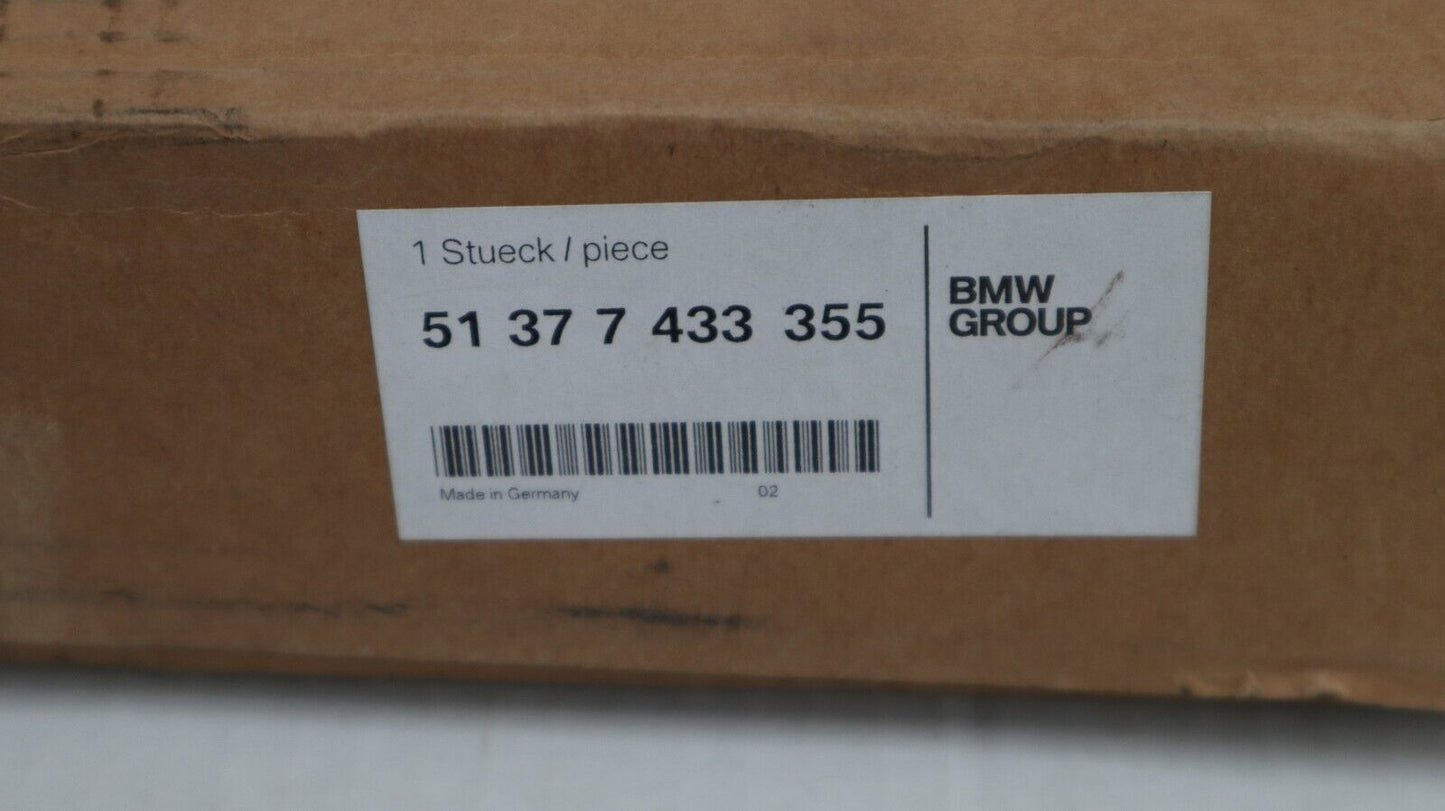 1 Stueck / piece
51 37 7 433 355
BMW
GROUP
Made in Germany 02